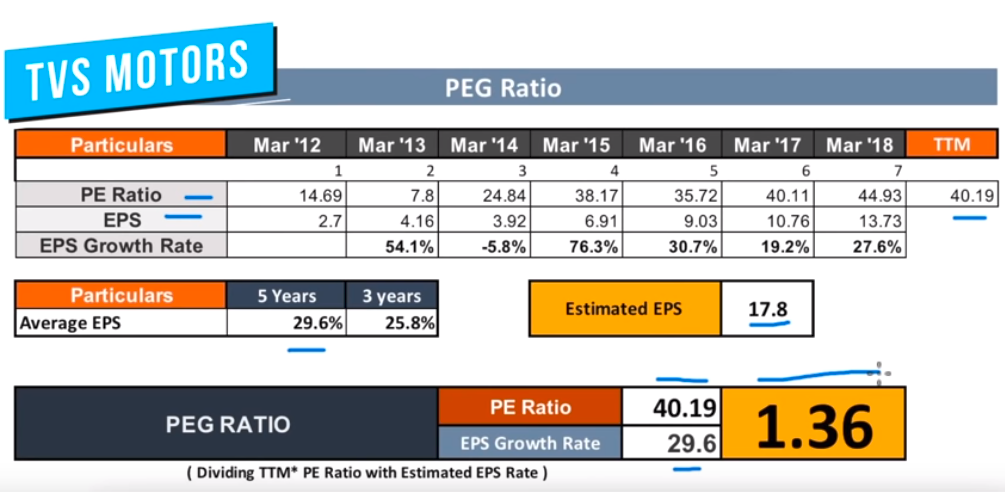 TVS MOTORS
PEG Ratio
Particulars Mar '12 Mar '13 Mar '14 Mar '15 Mar '16 Mar '17 Mar '18 TTM
1 2 3 4 5 6 7
PE Ratio 14.69 7.8 24.84 38.17 35.72 40.11 44.93 40.19
EPS 2.7 4.16 3.92 6.91 9.03 10.76 13.73
EPS Growth Rate 54.1% -5.8% 76.3% 30.7% 19.2% 27.6%
Particulars 5 Years 3 years
Average EPS 29.6% 25.8%
Estimated EPS 17.8
PEG RATIO
PE Ratio 40.19
EPS Growth Rate 29.6
1.36
( Dividing TTM* PE Ratio with Estimated EPS Rate )